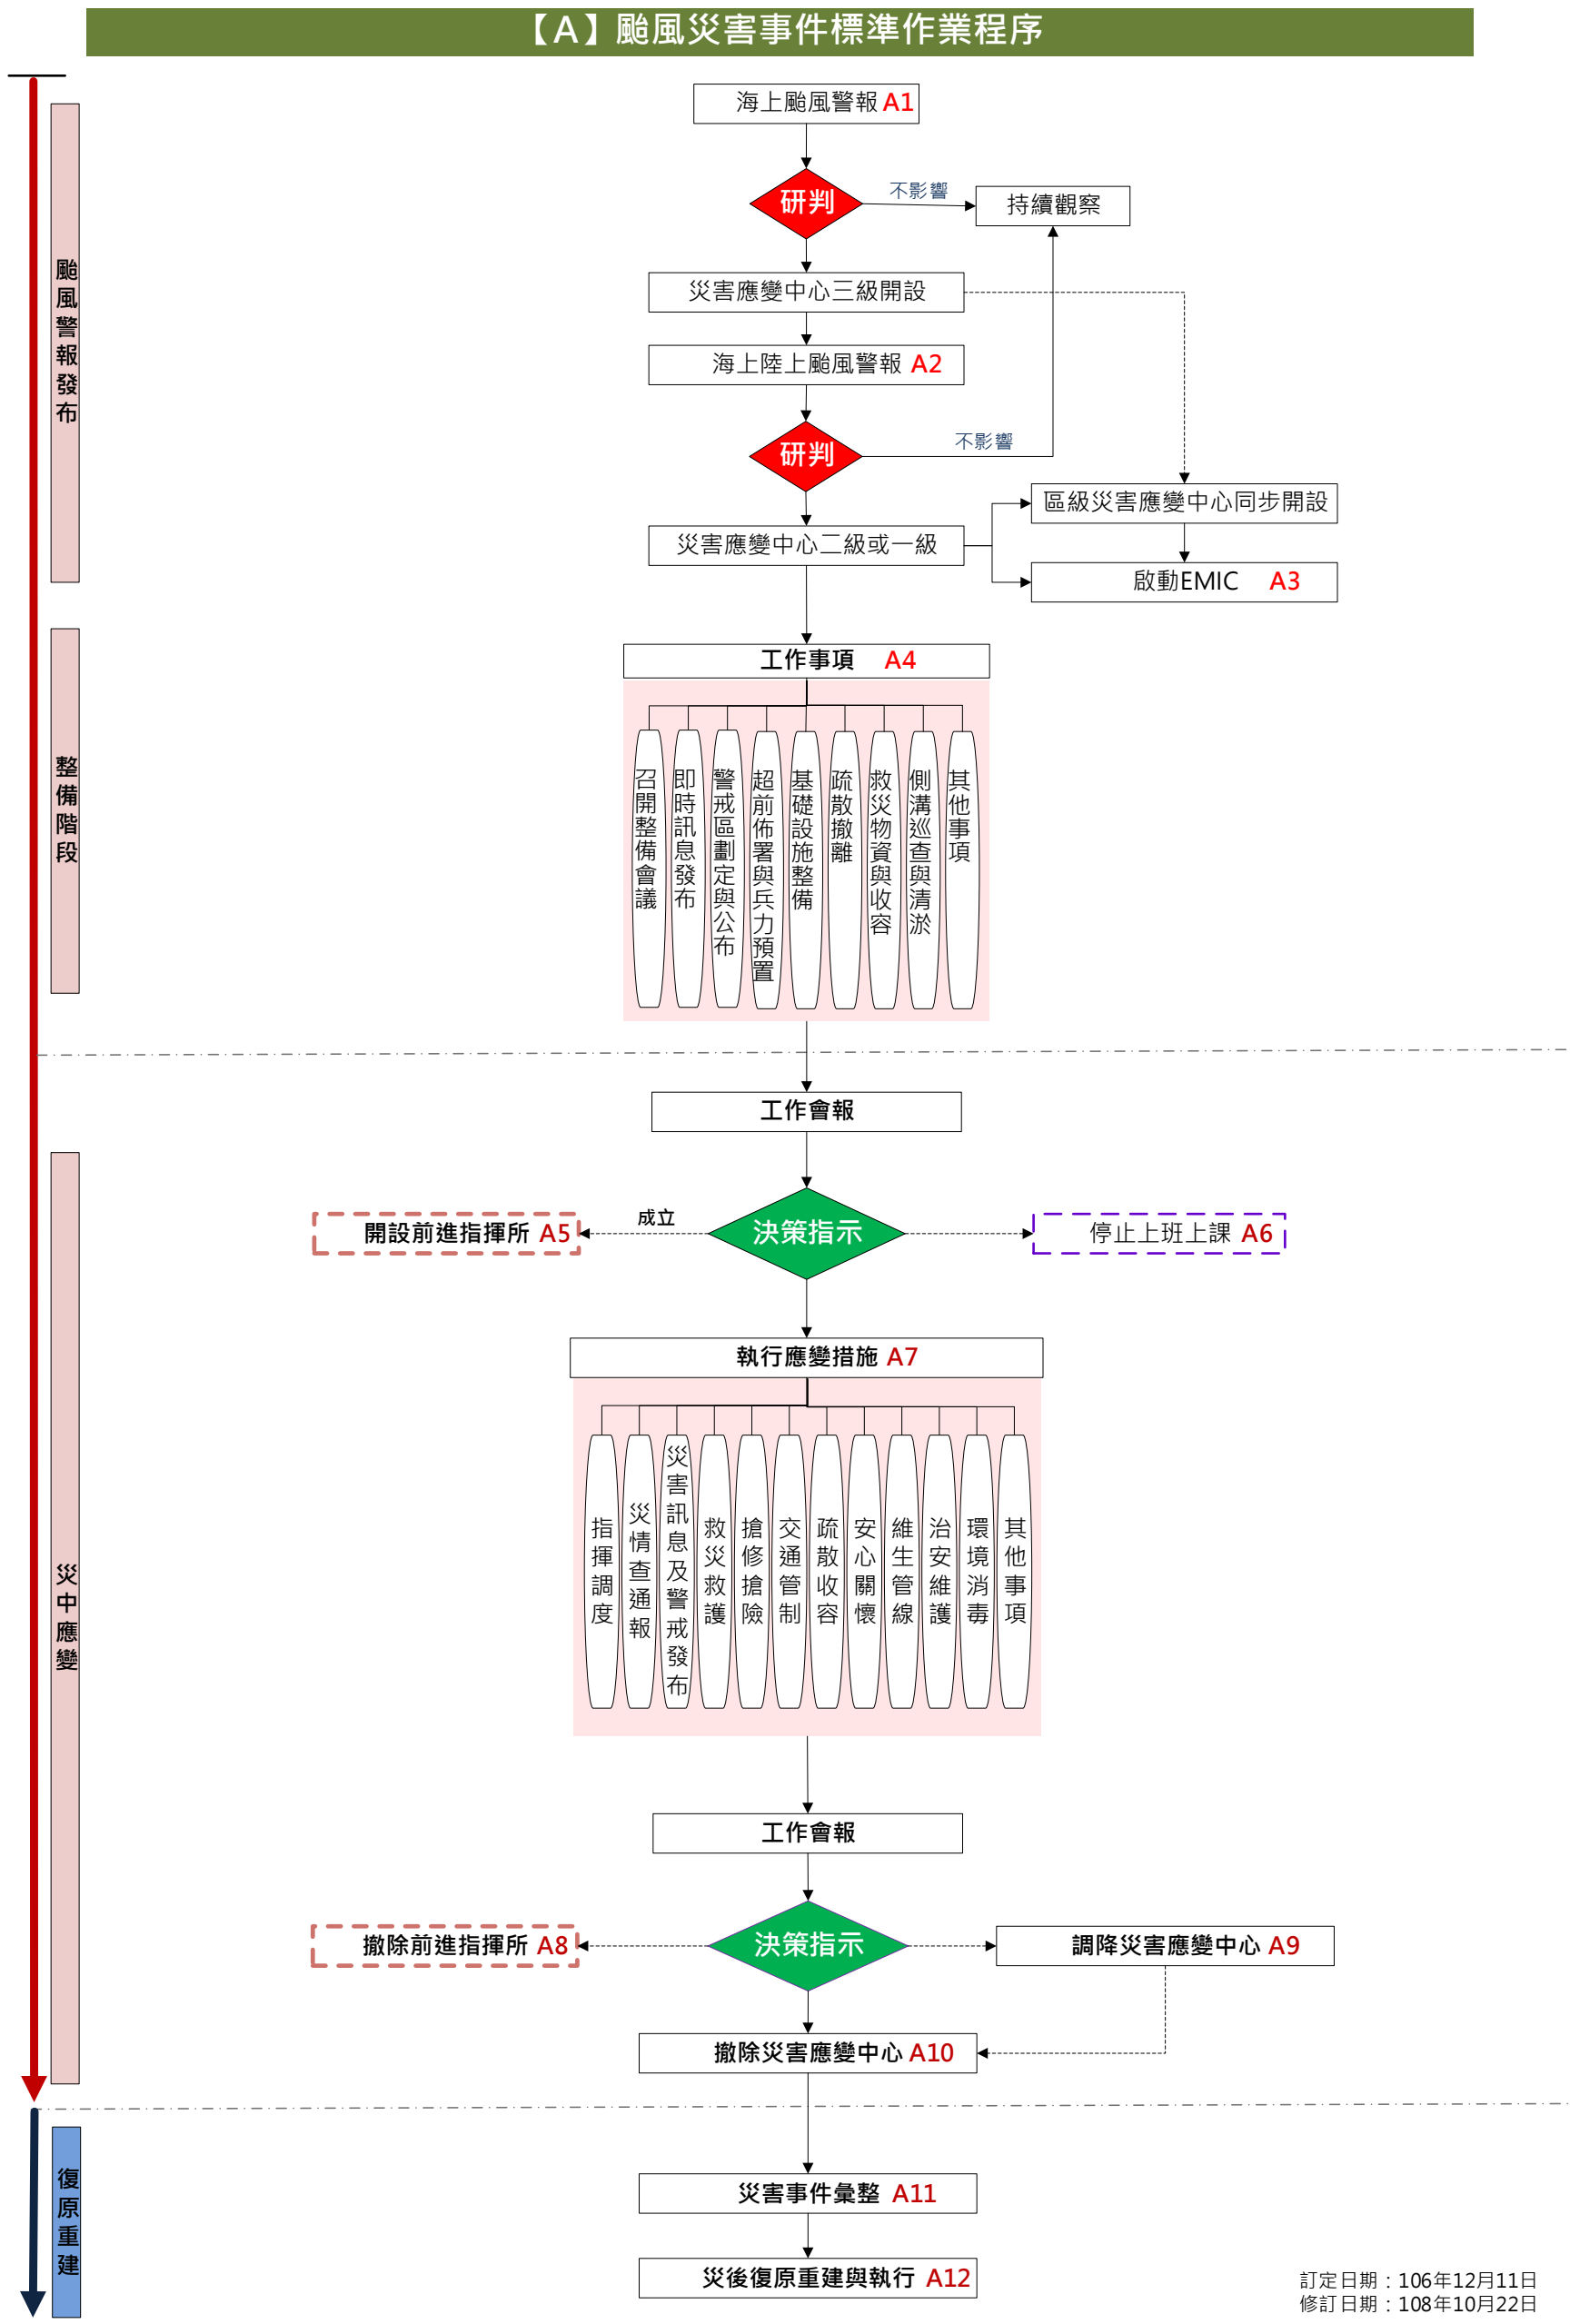 【A】颱風災害事件標準作業程序
颱風警報發布
海上颱風警報 A1
研判
不影響
持續觀察
災害應變中心三級開設
海上陸上颱風警報 A2
研判
不影響
區級災害應變中心同步開設
災害應變中心二級或一級
啟動EMIC A3
整備階段
工作事項 A4
召開整備會議
即時訊息發布
警戒區劃定與公布
超前佈署與兵力預置
基礎設施整備
疏散撤離
救災物資與收容
側溝巡查與清淤
其他事項
災中應變
工作會報
開設前進指揮所 A5
成立
決策指示
停止上班上課 A6
執行應變措施 A7
指揮調度
災情查通報
災害訊息及警戒發布
救災救護
搶修搶險
交通管制
疏散收容
安心關懷
維生管線
治安維護
環境消毒
其他事項
工作會報
撤除前進指揮所 A8
決策指示
調降災害應變中心 A9
撤除災害應變中心 A10
復原重建
災害事件彙整 A11
災後復原重建與執行 A12
訂定日期：106年12月11日
修訂日期：108年10月22日